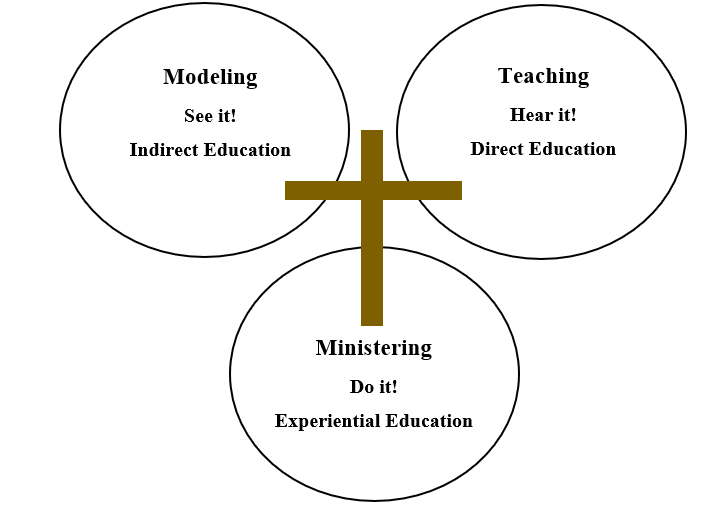 Modeling
See it!
Indirect Education
Teaching
Hear it!
Direct Education
Ministering
Do it!
Experiential Education